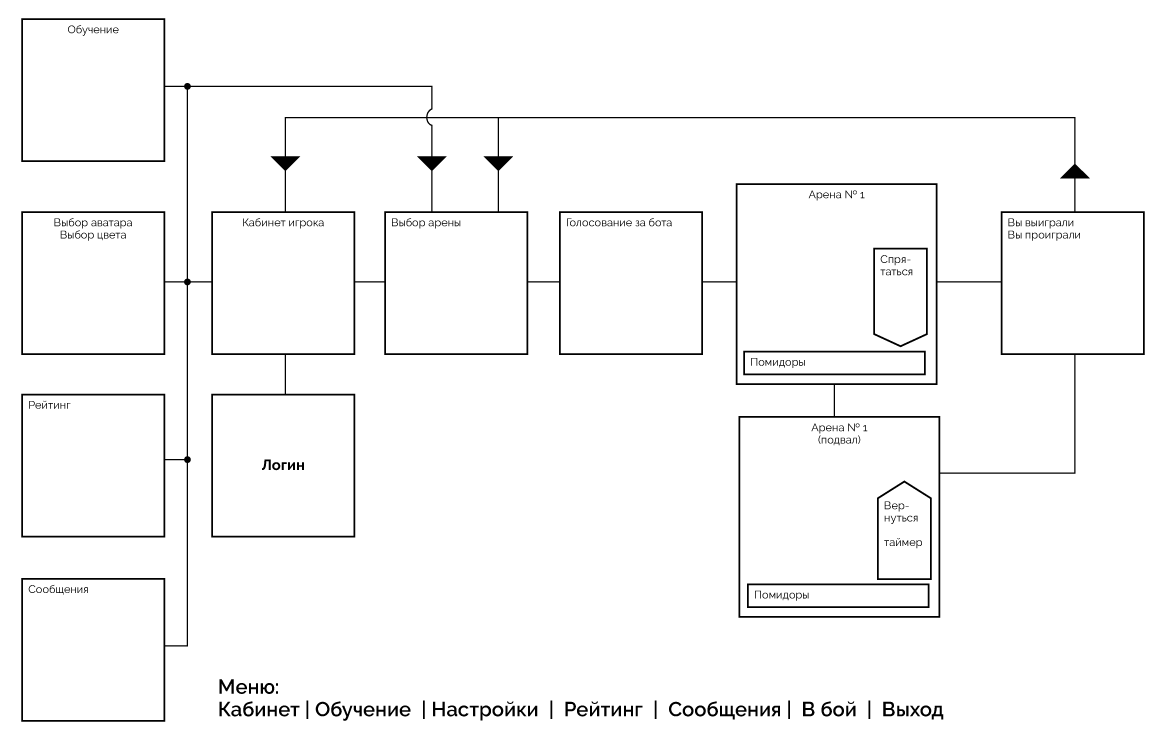 Обучение
Выбор аватара
Выбор цвета
Кабинет игрока
Выбор арены
Голосование за бота
Арена № 1
Спря-
таться
Помидоры
Вы выиграли
Вы проиграли
Рейтинг
Логин
Арена № 1
(подвал)
Вер-
нуться
таймер
Помидоры
Сообщения
Меню:
Кабинет | Обучение | Настройки | Рейтинг | Сообщения | В бой | Выход